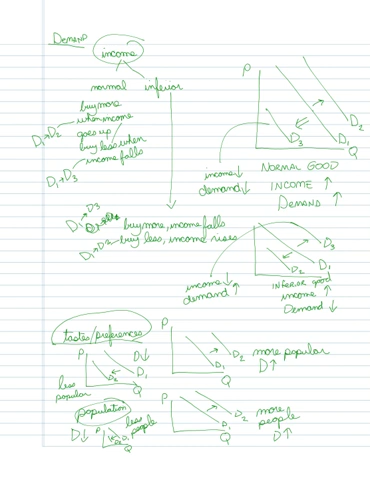 Demand
income
normal inferior
buy more
when income
goes up
D1→D2
buy less when
income falls
D1→D3
P
D3
D1
D2
Q
income↓
demand↓
NORMAL GOOD
INCOME ↑
DEMAND ↑
D1→D3
buy more, income falls
D1→D2 buy less, income rises
D3
D1
D2
income↓
demand↑
INFERIOR good
income ↑
Demand ↓
tastes/preferences
P
D↓
D2
D1
Q
less
popular
P
D1
D2
Q
more popular
D↑
population
D↓
P
less
people
D1
D2
Q
P
D1
D2
Q
more
people
D↑